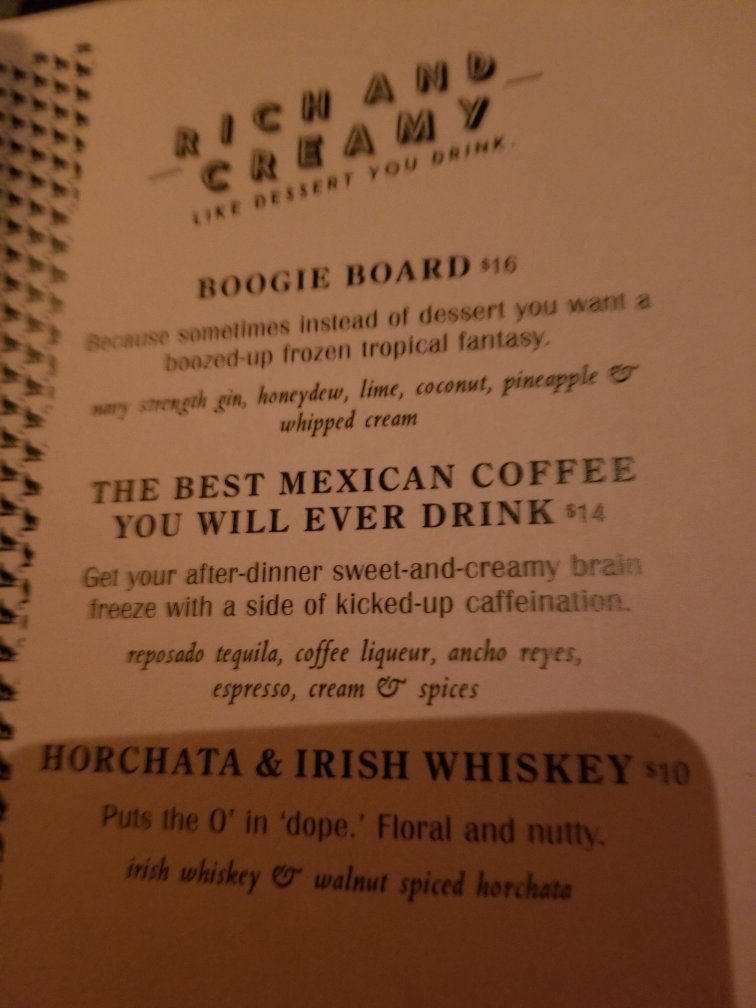 RICH AND
CREAMY
LIKE DESSERT YOU DRINK.
BOOGIE BOARD $16
Because sometimes instead of dessert you want a
boozed-up frozen tropical fantasy.
navy strength gin, honeydew, lime, coconut, pineapple &
whipped cream
THE BEST MEXICAN COFFEE
YOU WILL EVER DRINK $14
Get your after-dinner sweet-and-creamy brain
freeze with a side of kicked-up caffeination.
reposado tequila, coffee liqueur, ancho reyes,
espresso, cream & spices
HORCHATA & IRISH WHISKEY $10
Puts the O' in 'dope.' Floral and nutty.
irish whiskey & walnut spiced horchata